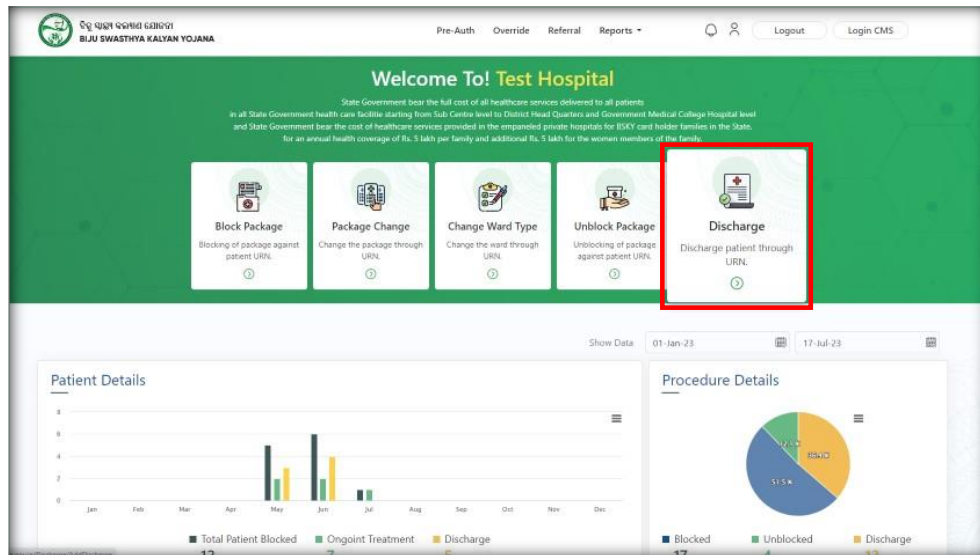 ବିଜୁ ସ୍ୱାସ୍ଥ୍ୟ କଲ୍ୟାଣ ଯୋଜନା
BIJU SWASTHYA KALYAN YOJANA
Pre-Auth Override Referral Reports Logout Login CMS
Welcome To! Test Hospital
State Government bear the full cost of all healthcare services delivered to all patients
in all State Government health care facilitie starting from Sub Centre level to District Head Quarters and Government Medical College Hospital level
and State Government bear the cost of healthcare services provided in the empaneled private hospitals for BSKY card holder families in the State.
for an annual health coverage of Rs. 5 lakh per family and additional Rs. 5 lakh for the women members of the family.
Block Package
Blocking of package against
patient URN.
Package Change
Change the package through
URN.
Change Ward Type
Change the ward through
URN.
Unblock Package
Unblocking of package
against patient URN.
Discharge
Discharge patient through
URN.
Show Data 01-Jan-23 17-Jul-23
Patient Details
8
6
4
2
0
Jan Feb Mar Apr May Jun Jul Aug Sep Oct Nov Dec
Total Patient Blocked Ongoint Treatment Discharge
Procedure Details
51.5 %
Blocked Unblocked Discharge
17